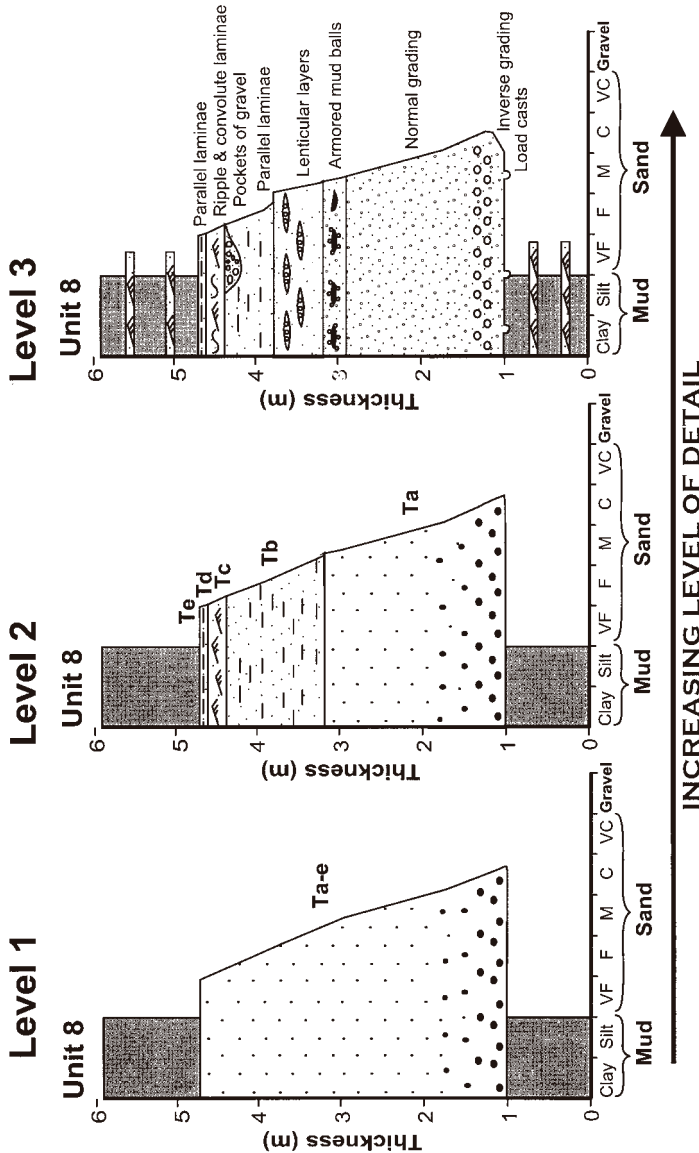 Level 1
Unit 8
Thickness (m)
6
5
4
3
2
1
0
Ta-e
Clay Silt VF F M C VC Gravel
Mud Sand
Level 2
Unit 8
Thickness (m)
6
5
4
3
2
1
0
Te
Td
Tc
Tb
Ta
Clay Silt VF F M C VC Gravel
Mud Sand
Level 3
Unit 8
Thickness (m)
6
5
4
3
2
1
0
Parallel laminae
Ripple & convolute laminae
Pockets of gravel
Parallel laminae
Lenticular layers
Armored mud balls
Normal grading
Inverse grading
Load casts
Clay Silt VF F M C VC Gravel
Mud Sand
INCREASING LEVEL OF DETAIL